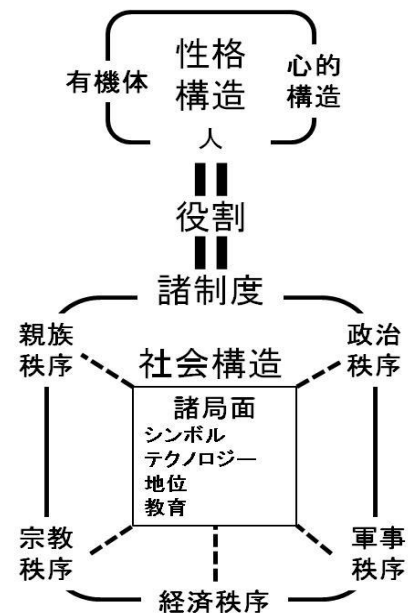 性格
構造
有機体
心的
構造
人
役割
諸制度
親族
秩序
政治
秩序
社会構造
諸局面
シンボル
テクノロジー
地位
教育
宗教
秩序
軍事
秩序
経済秩序